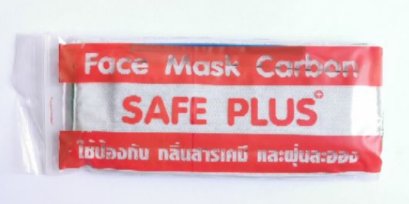 Face Mask Carbon
SAFE PLUS+
ใช้ป้องกัน กลิ่นสารเคมี และฝุ่นละออง